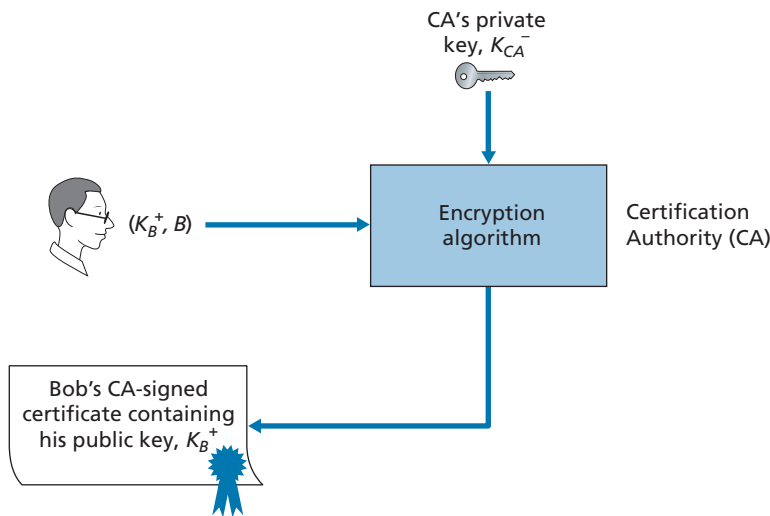 CA's private
key, K_CA^−
(K_B^+, B)
Encryption
algorithm
Certification
Authority (CA)
Bob's CA-signed
certificate containing
his public key, K_B^+